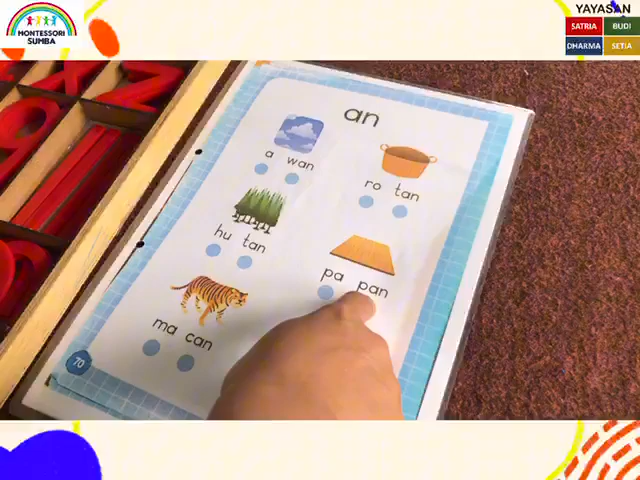 MONTESSORI
SUMBA
YAYASAN
SATRIA
BUDI
DHARMA
SETIA
an
a wan
ro tan
hu tan
pa pan
ma can
70